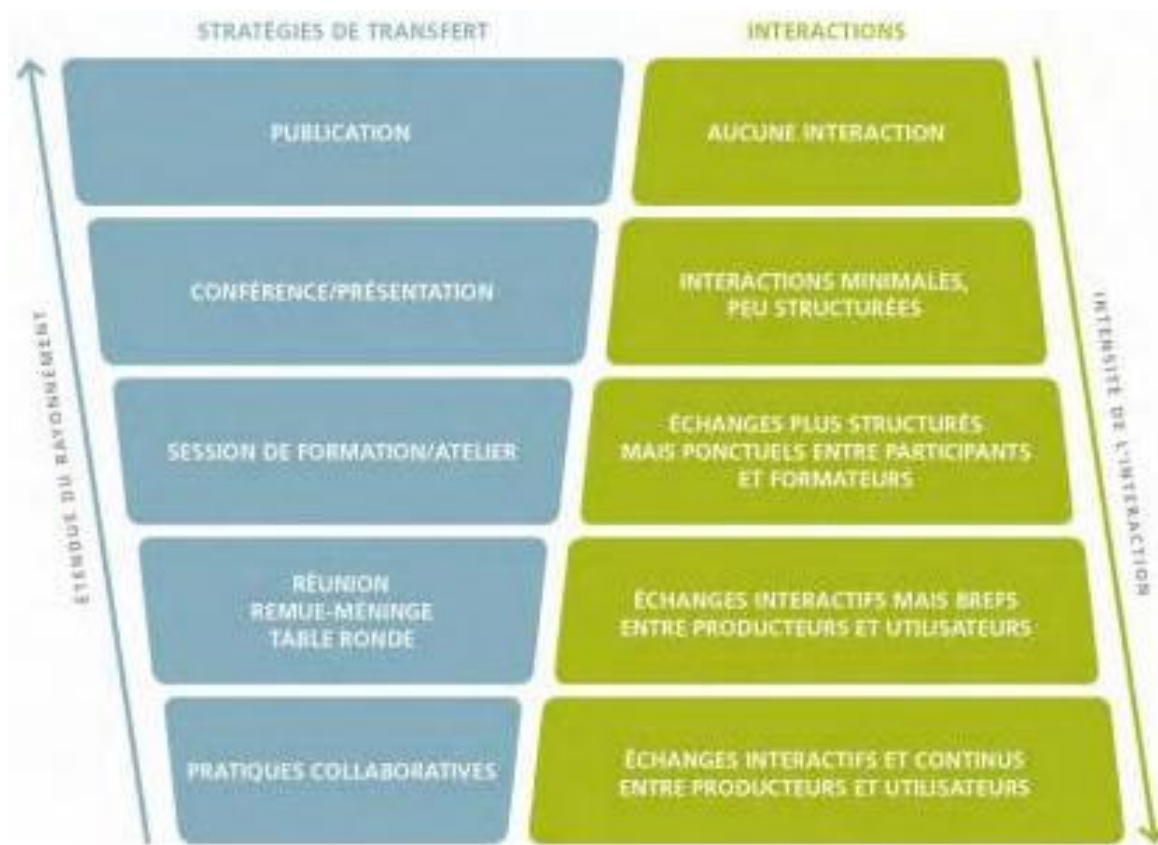 STRATÉGIES DE TRANSFERT
INTERACTIONS
PUBLICATION
AUCUNE INTERACTION
CONFÉRENCE/PRÉSENTATION
INTERACTIONS MINIMALES,
PEU STRUCTURÉES
SESSION DE FORMATION/ATELIER
ÉCHANGES PLUS STRUCTURÉS
MAIS PONCTUELS ENTRE PARTICIPANTS
ET FORMATEURS
RÉUNION
REMUE-MÉNINGE
TABLE RONDE
ÉCHANGES INTERACTIFS MAIS BREFS
ENTRE PRODUCTEURS ET UTILISATEURS
PRATIQUES COLLABORATIVES
ÉCHANGES INTERACTIFS ET CONTINUS
ENTRE PRODUCTEURS ET UTILISATEURS
ÉTENDUE DU RAYONNEMENT
INTENSITÉ DE L'INTERACTION